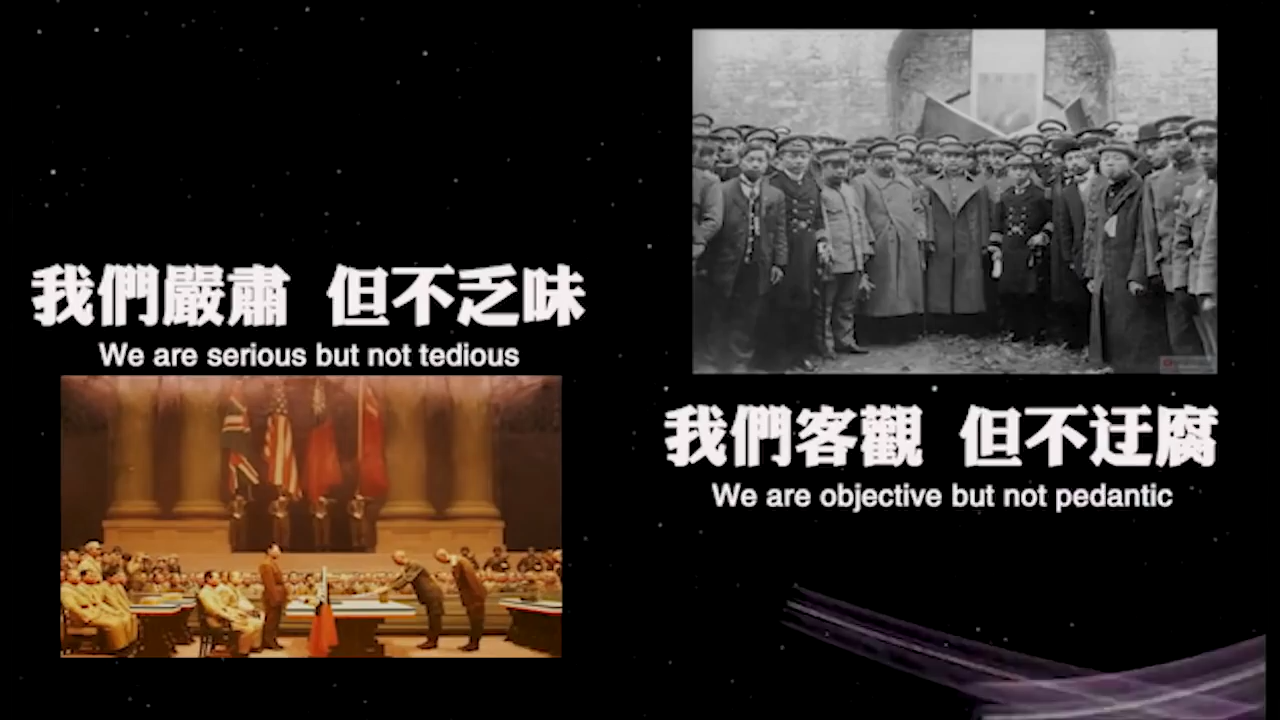 我們嚴肅 但不乏味
We are serious but not tedious
我們客觀 但不迂腐
We are objective but not pedantic